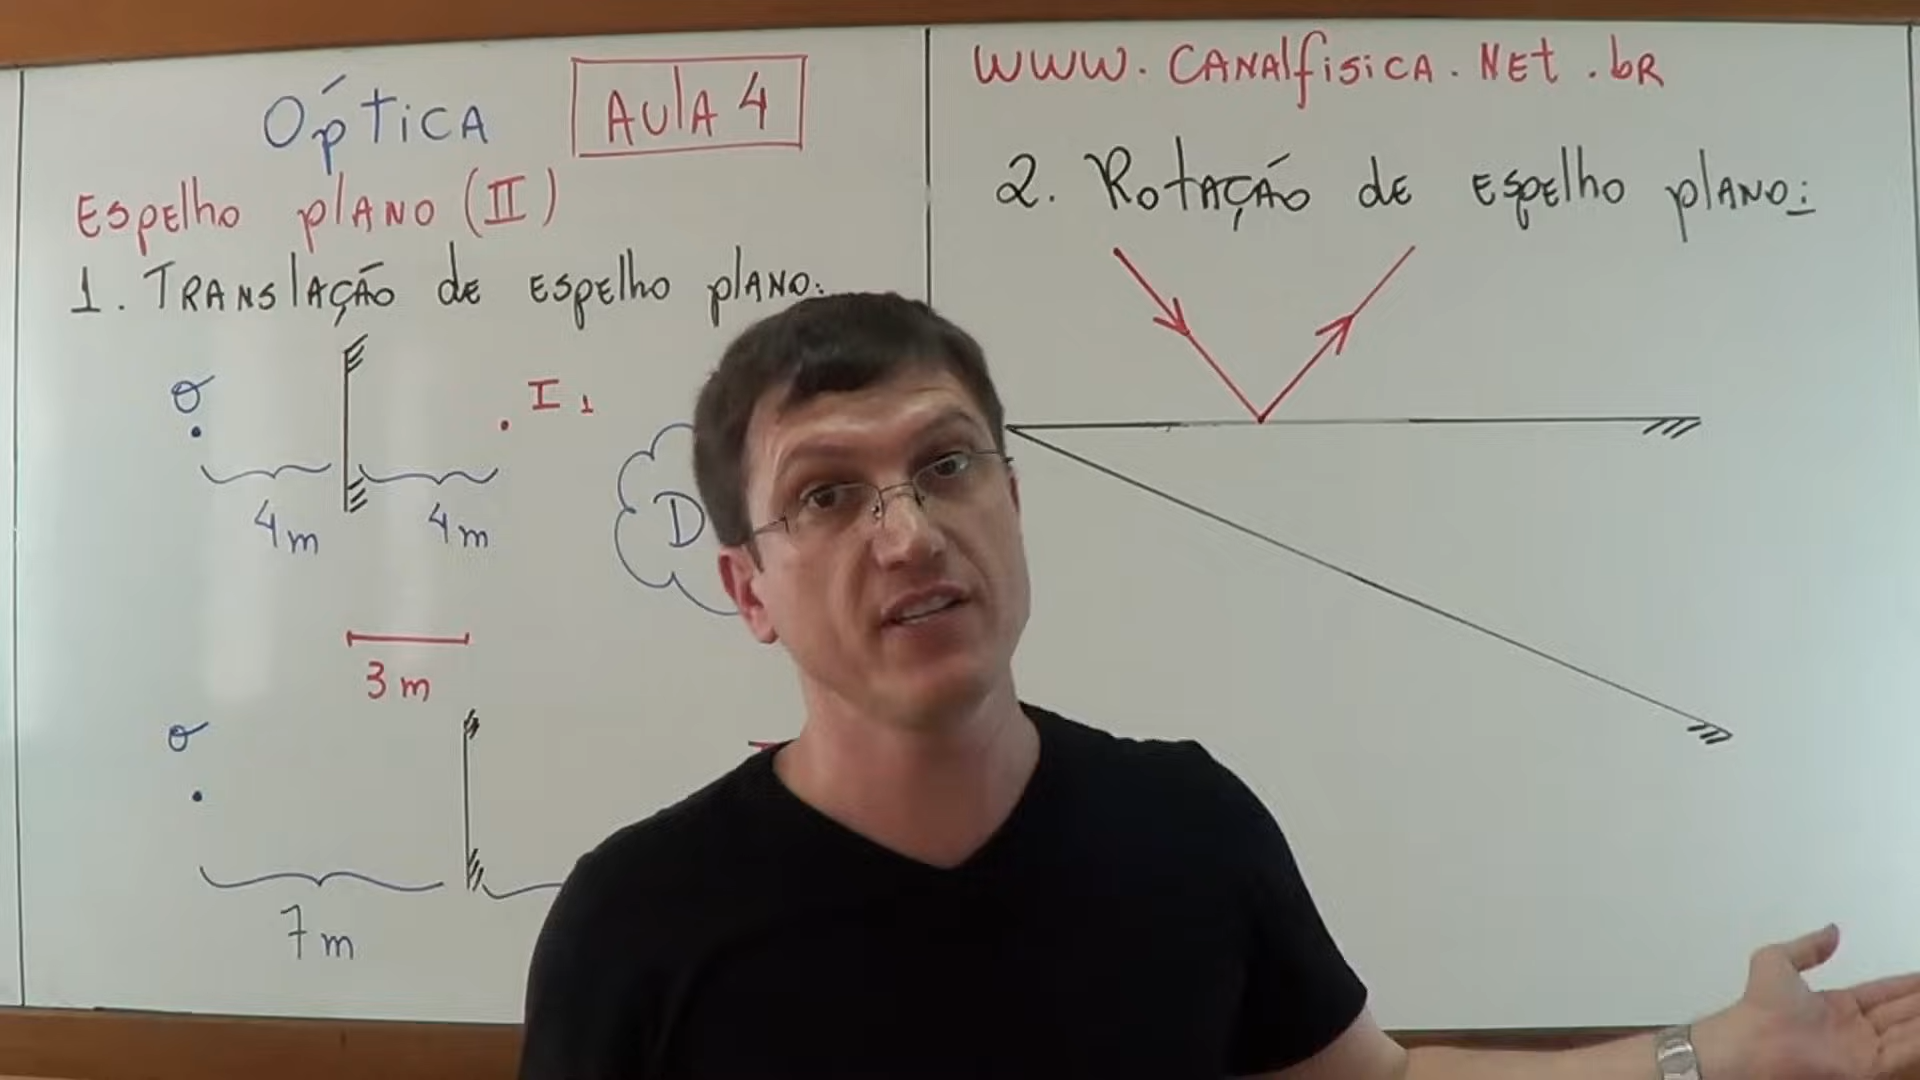 Óptica Aula 4
Espelho plano (II)
1. Translação de espelho plano:
O
I 1
4m 4m
D
3m
O
7m
www.canalfisica.net.br
2. Rotação de espelho plano: